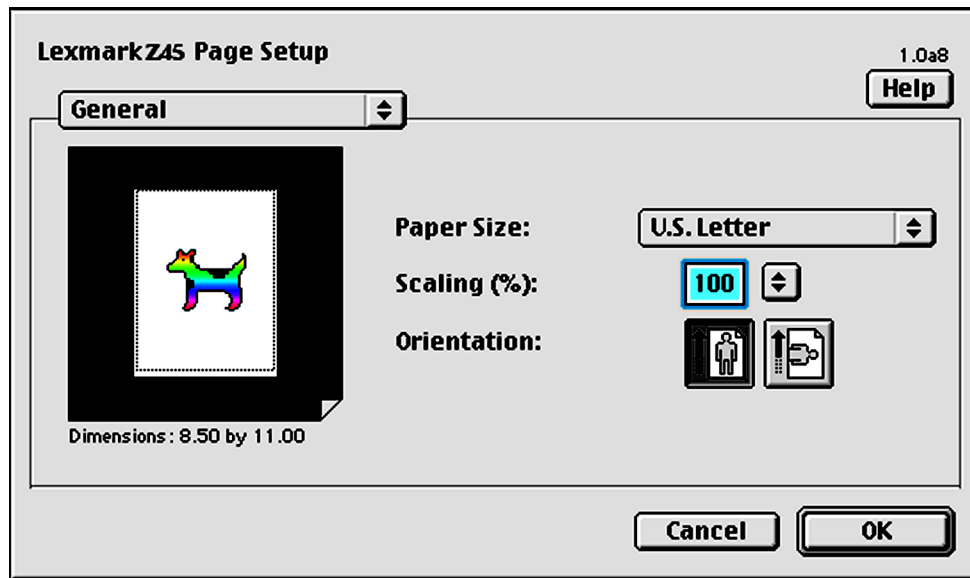 Lexmark Z45 Page Setup
1.0a8
Help
General
Paper Size: U.S. Letter
Scaling (%): 100
Orientation:
Dimensions: 8.50 by 11.00
Cancel OK